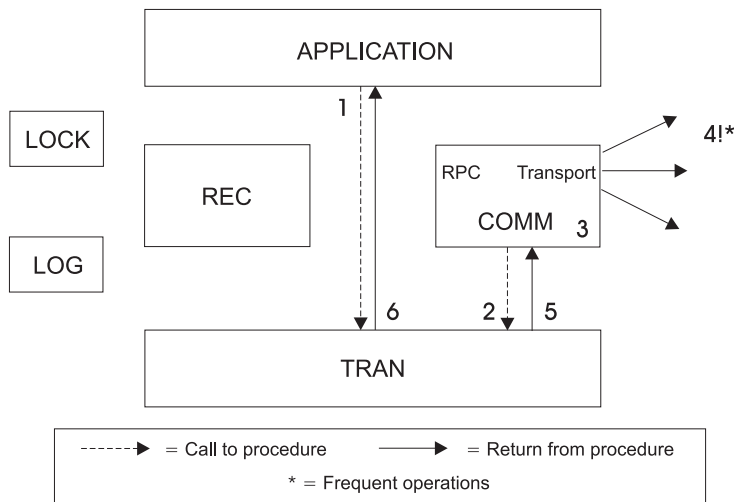 APPLICATION
1
4!*
LOCK
RPC Transport
REC
COMM
3
LOG
6
2
5
TRAN
= Call to procedure
= Return from procedure
* = Frequent operations